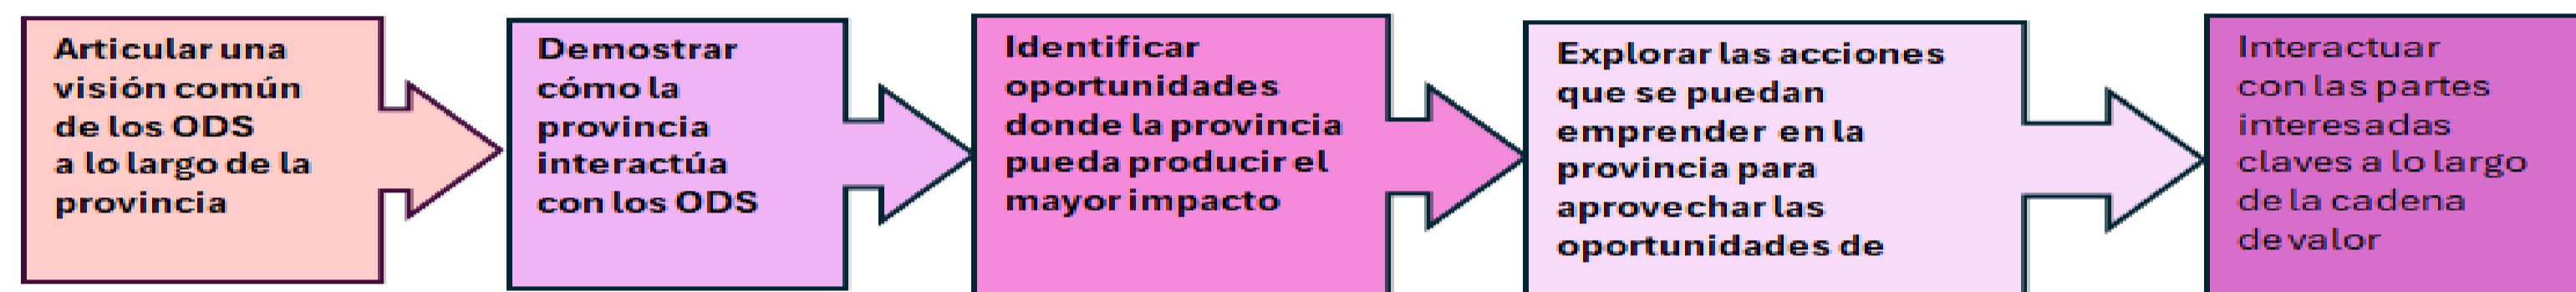 Articular una
visión común
de los ODS
a lo largo de la
provincia
Demostrar
cómo la
provincia
interactúa
con los ODS
Identificar
oportunidades
donde la provincia
pueda producir el
mayor impacto
Explorar las acciones
que se puedan
emprender en la
provincia para
aprovechar las
oportunidades de
Interactuar
con las partes
interesadas
claves a lo largo
de la cadena
de valor